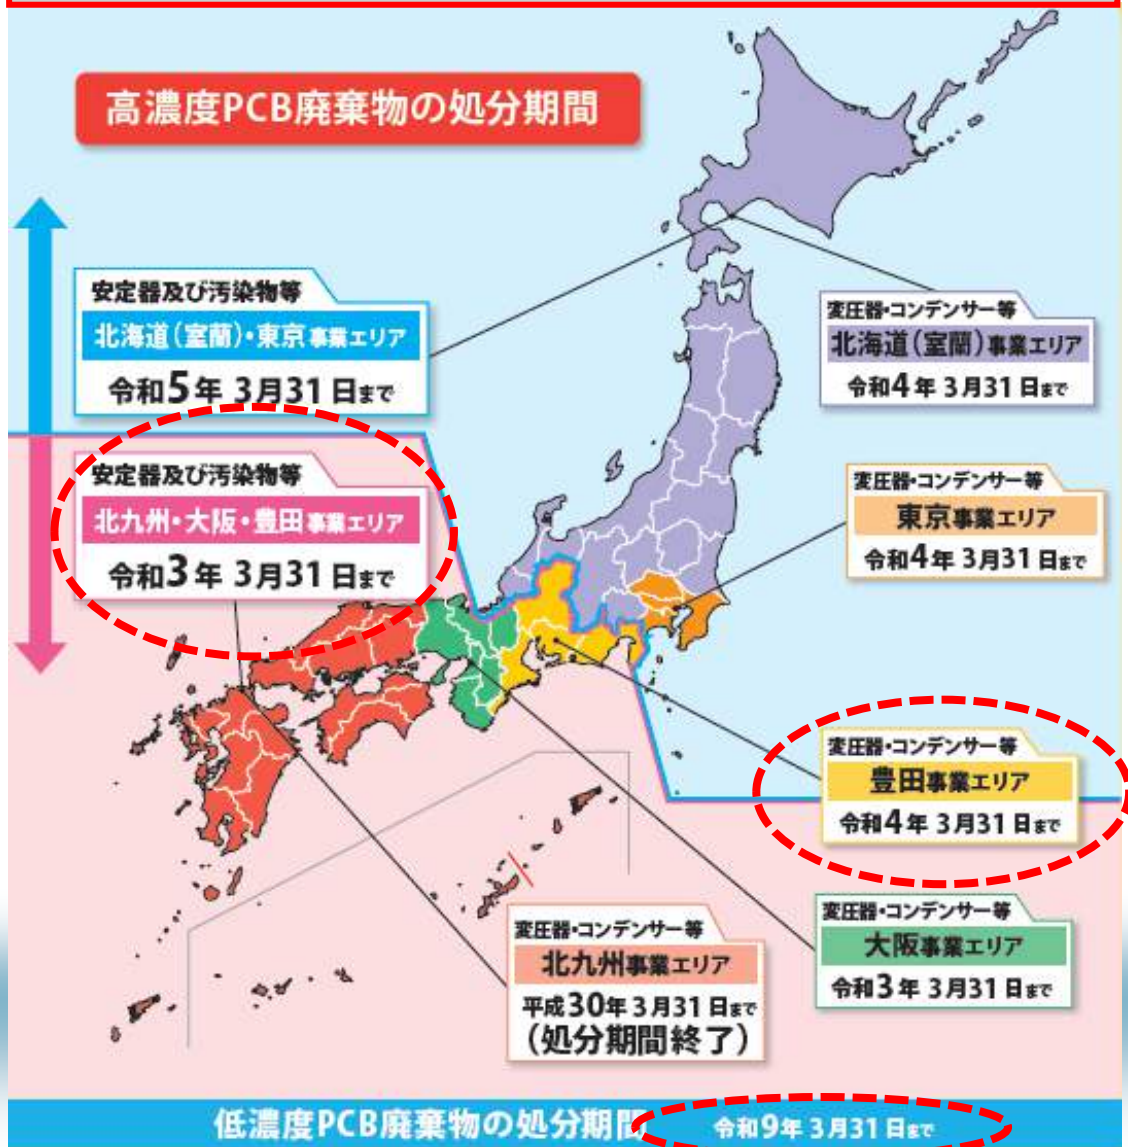 高濃度PCB廃棄物の処分期間
安定器及び汚染物等
北海道(室蘭)・東京事業エリア
令和5年 3月31日まで
変圧器・コンデンサー等
北海道(室蘭)事業エリア
令和4年 3月31日まで
安定器及び汚染物等
北九州・大阪・豊田事業エリア
令和3年 3月31日まで
変圧器・コンデンサー等
東京事業エリア
令和4年 3月31日まで
変圧器・コンデンサー等
豊田事業エリア
令和4年 3月31日まで
変圧器・コンデンサー等
大阪事業エリア
令和3年 3月31日まで
変圧器・コンデンサー等
北九州事業エリア
平成30年3月31日まで
(処分期間終了)
低濃度PCB廃棄物の処分期間 令和9年3月31日まで